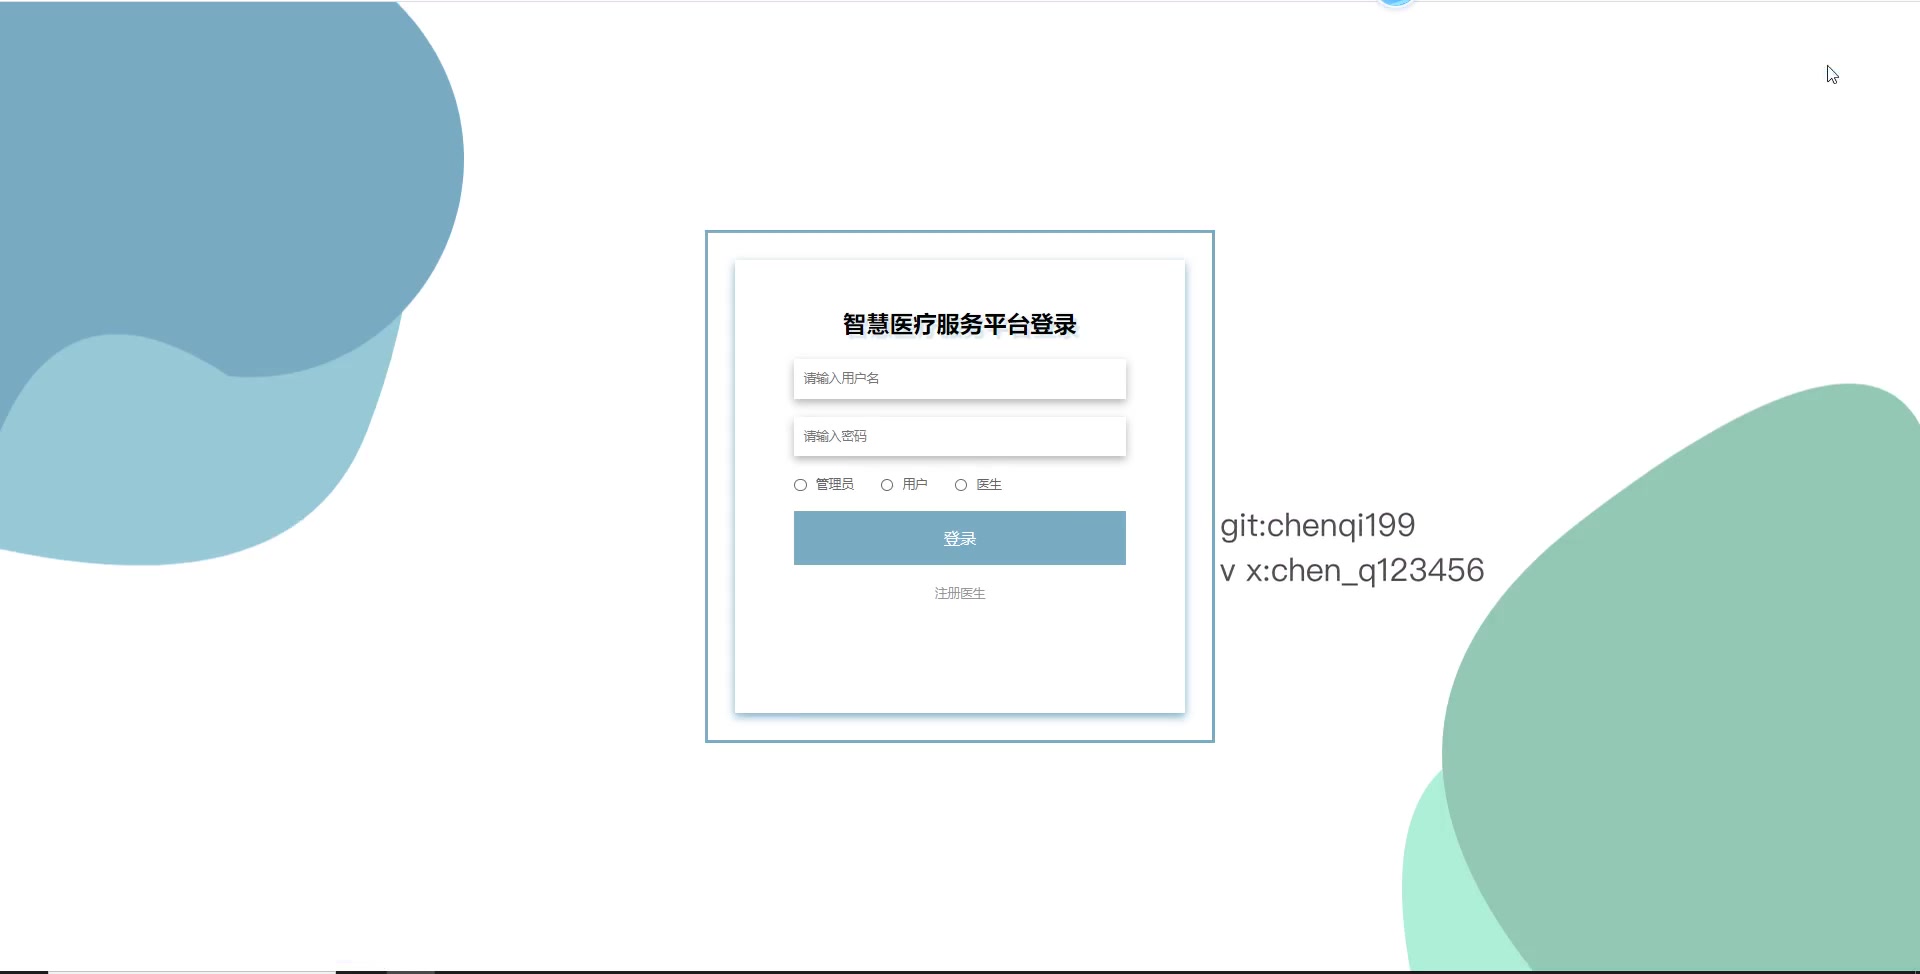 智慧医疗服务平台登录
请输入用户名
请输入密码
管理员 用户 医生
登录
注册医生
git:chenqi199
v x:chen_q123456